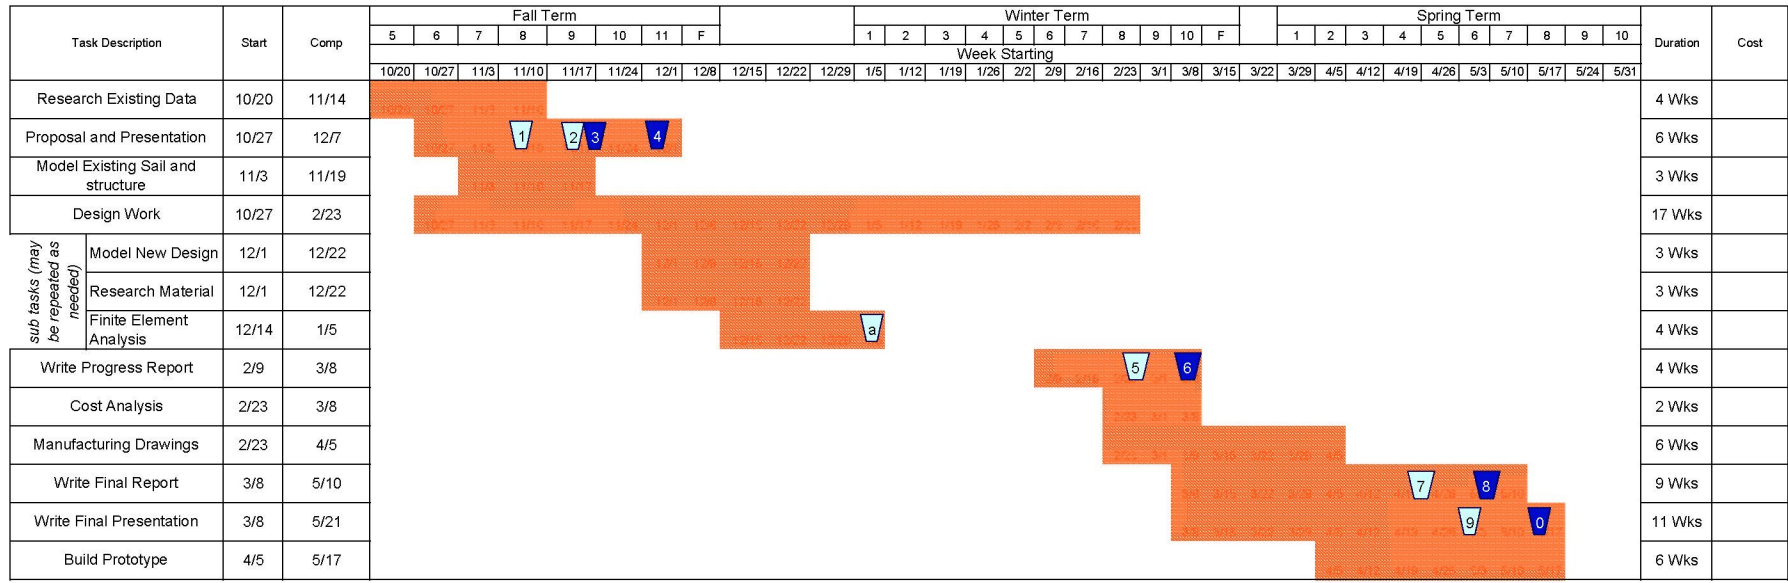 Fall Term Winter Term Spring Term
Task Description Start Comp 5 6 7 8 9 10 11 F 1 2 3 4 5 6 7 8 9 10 F 1 2 3 4 5 6 7 8 9 10 Duration Cost
Week Starting
10/20 10/27 11/3 11/10 11/17 11/24 12/1 12/8 12/15 12/22 12/29 1/5 1/12 1/19 1/26 2/2 2/9 2/16 2/23 3/1 3/8 3/15 3/22 3/29 4/5 4/12 4/19 4/26 5/3 5/10 5/17 5/24 5/31
Research Existing Data 10/20 11/14 4 Wks
Proposal and Presentation 10/27 12/7 1 2 3 4 6 Wks
Model Existing Sail and
structure 11/3 11/19 3 Wks
Design Work 10/27 2/23 17 Wks
sub tasks (may
be repeated as
needed)
Model New Design 12/1 12/22 3 Wks
Research Material 12/1 12/22 3 Wks
Finite Element
Analysis 12/14 1/5 a 4 Wks
Write Progress Report 2/9 3/8 5 6 4 Wks
Cost Analysis 2/23 3/8 2 Wks
Manufacturing Drawings 2/23 4/5 6 Wks
Write Final Report 3/8 5/10 7 8 9 Wks
Write Final Presentation 3/8 5/21 9 0 11 Wks
Build Prototype 4/5 5/17 6 Wks